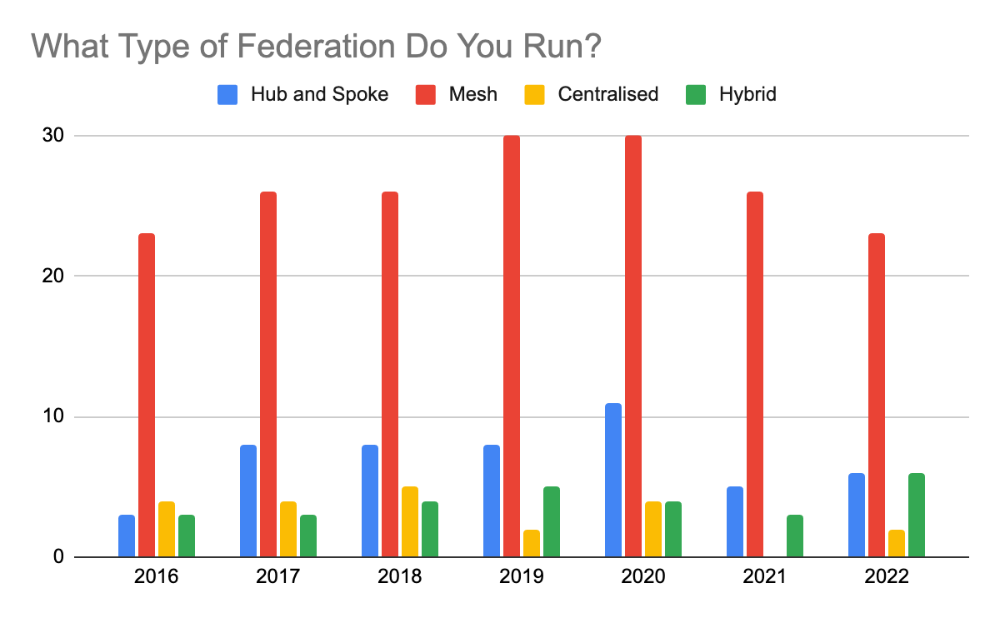 What Type of Federation Do You Run?
Hub and Spoke Mesh Centralised Hybrid
30
20
10
0
2016 2017 2018 2019 2020 2021 2022